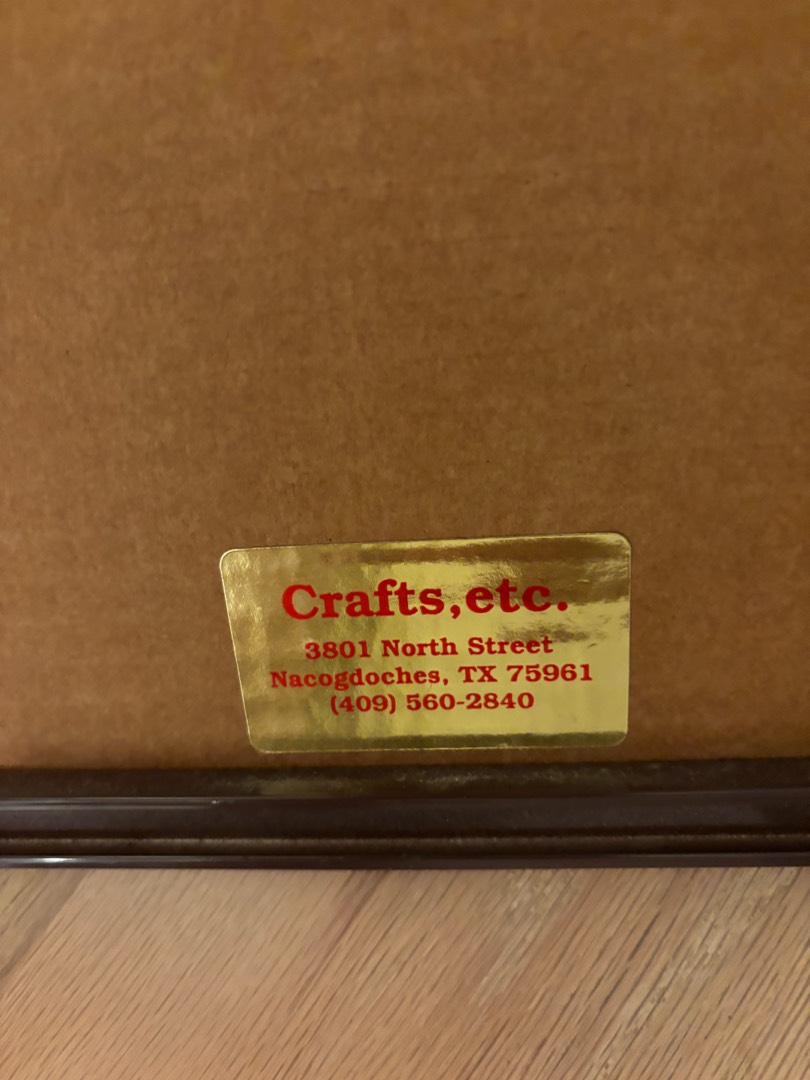 Crafts,etc.
3801 North Street
Nacogdoches, TX 75961
(409) 560-2840